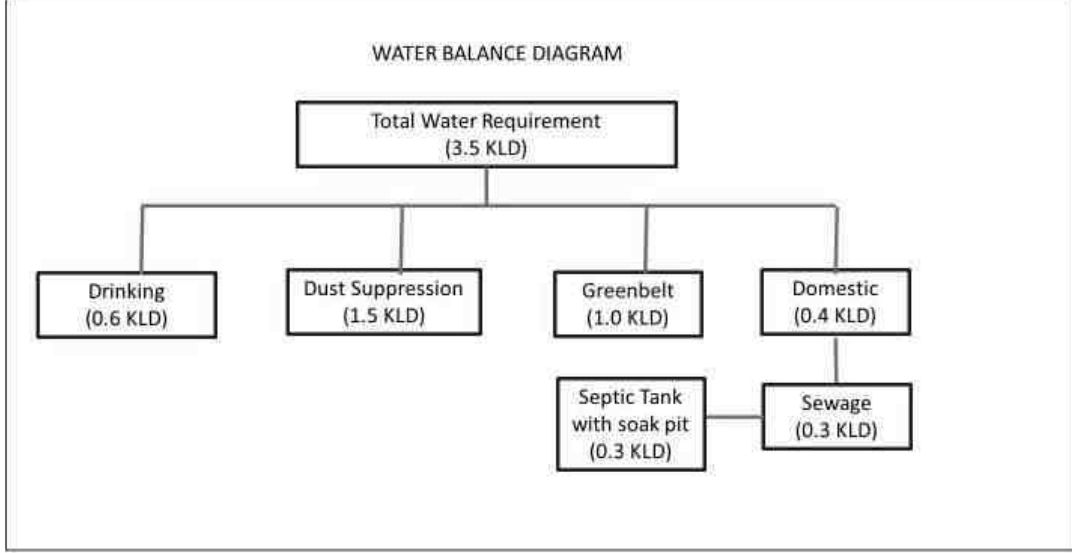 WATER BALANCE DIAGRAM
Total Water Requirement
(3.5 KLD)
Drinking
(0.6 KLD)
Dust Suppression
(1.5 KLD)
Greenbelt
(1.0 KLD)
Domestic
(0.4 KLD)
Septic Tank
with soak pit
(0.3 KLD)
Sewage
(0.3 KLD)